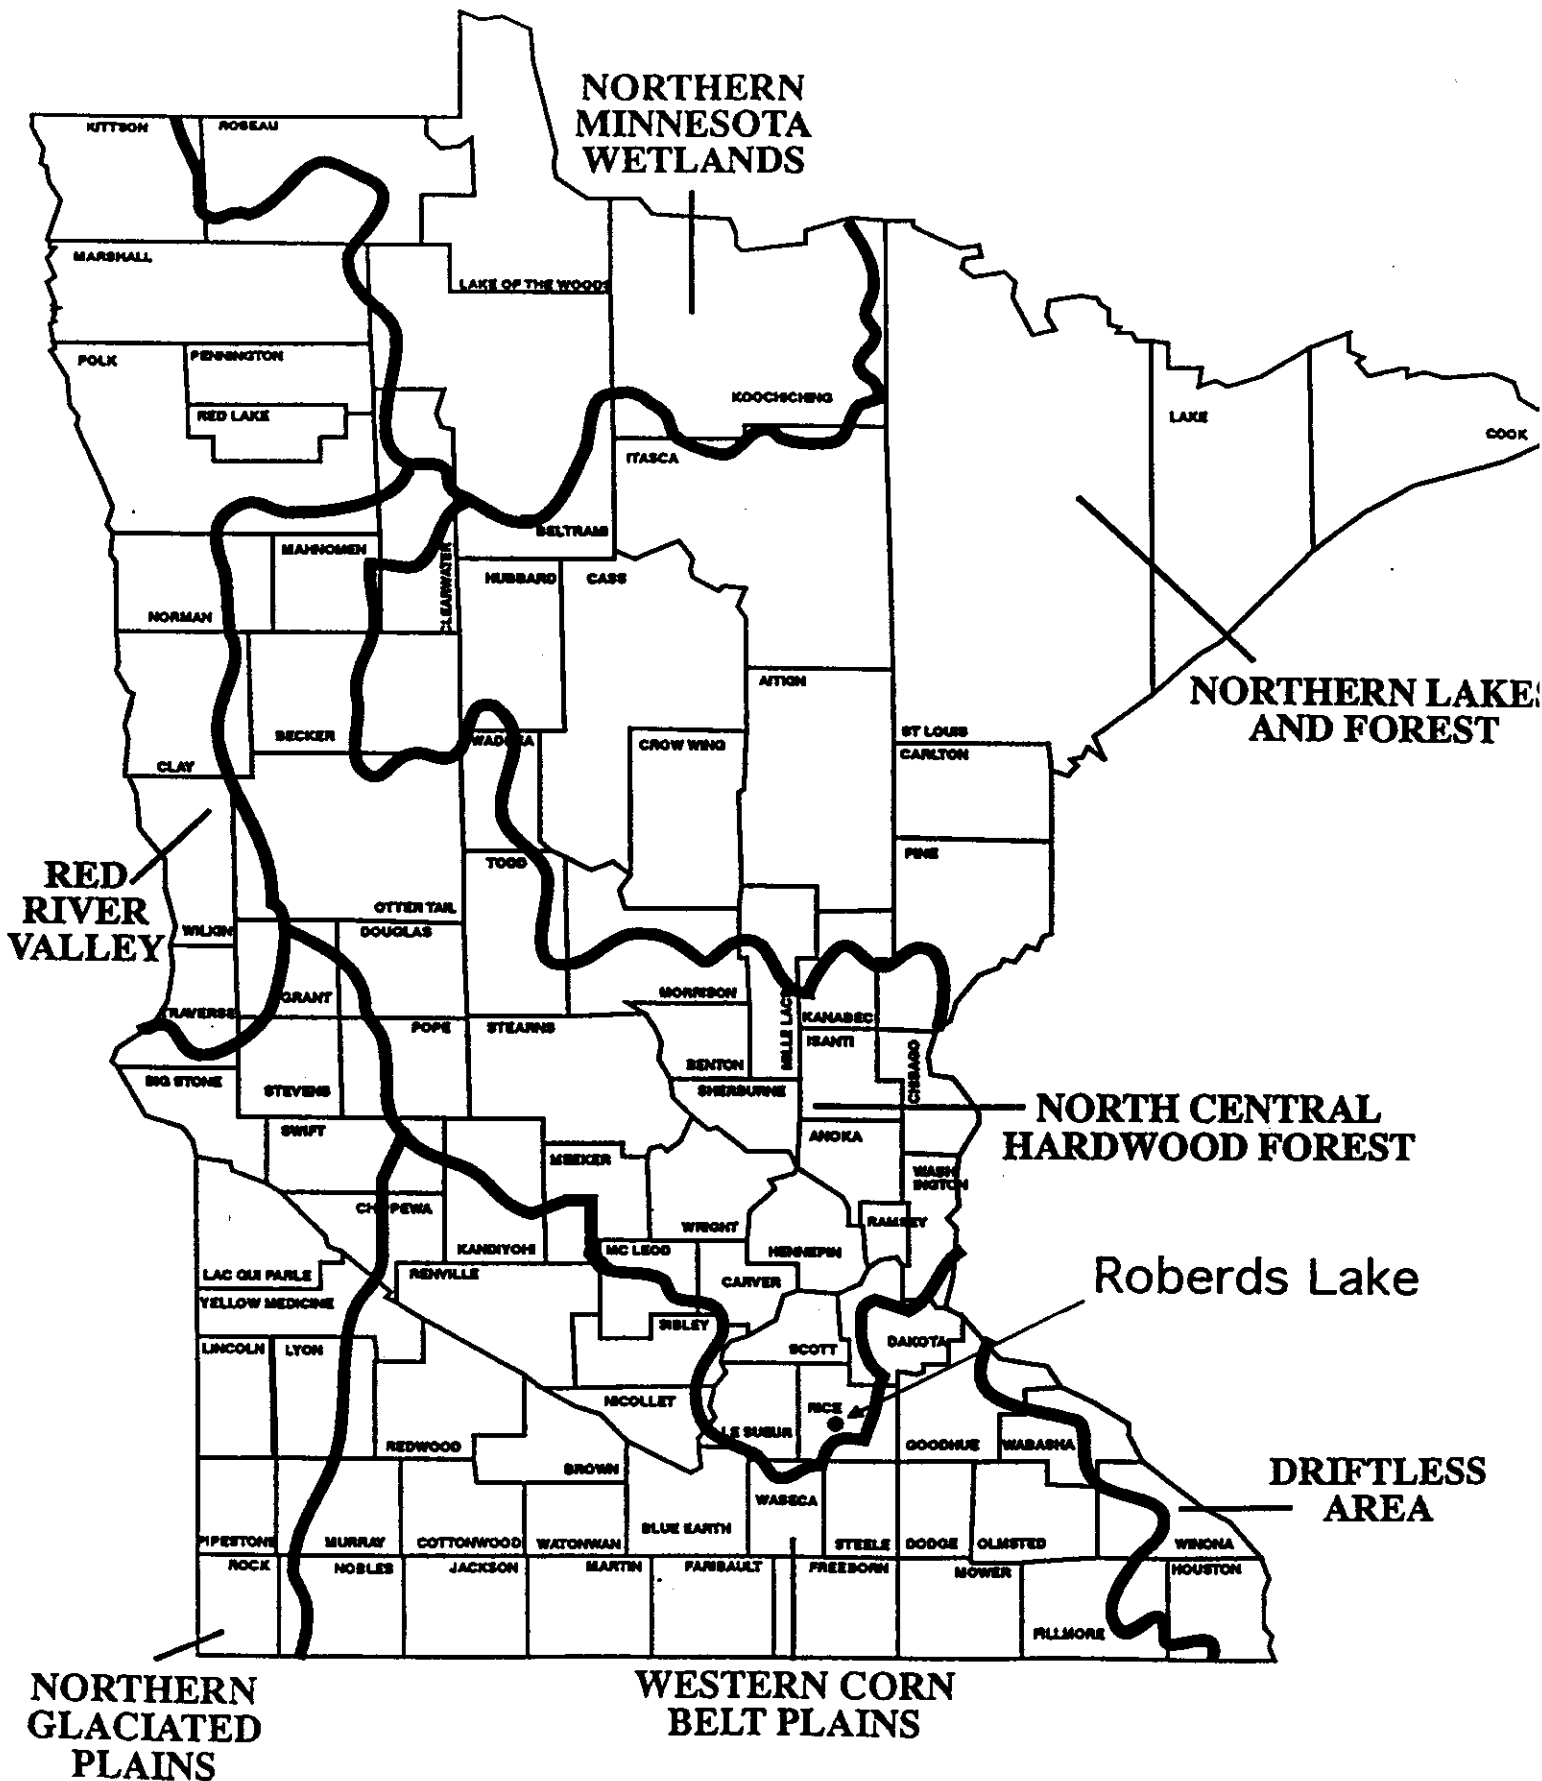 NORTHERN
MINNESOTA
WETLANDS
KITTSON
ROSEAU
MARSHALL
LAKE OF THE WOODS
POLK
PENNINGTON
RED LAKE
KOOCHICHING
LAKE
COOK
ITASCA
BELTRAMI
MAHNOMEN
CLEARWATER
HUBBARD
CASS
NORMAN
AITKIN
NORTHERN LAKES
AND FOREST
BECKER
WADENA
CROW WING
ST LOUIS
CARLTON
CLAY
PINE
TODD
RED
RIVER
VALLEY
OTTER TAIL
WILKIN
DOUGLAS
GRANT
MORRISON
TRAVERSE
POPE
STEARNS
MILLE LACS
KANABEC
ISANTI
BENTON
CHISAGO
BIG STONE
STEVENS
SHERBURNE
NORTH CENTRAL
HARDWOOD FOREST
SWIFT
ANOKA
MEEKER
WASH
INGTON
CHIPPEWA
WRIGHT
RAMSEY
KANDIYOHI
MC LEOD
HENNEPIN
LAC QUI PARLE
RENVILLE
CARVER
Roberds Lake
YELLOW MEDICINE
SIBLEY
LINCOLN
LYON
SCOTT
DAKOTA
NICOLLET
RICE
LE SUEUR
REDWOOD
GOODHUE
WABASHA
BROWN
DRIFTLESS
AREA
WASECA
BLUE EARTH
PIPESTONE
MURRAY
COTTONWOOD
WATONWAN
STEELE
DODGE
OLMSTED
WINONA
ROCK
NOBLES
JACKSON
MARTIN
FARIBAULT
FREEBORN
MOWER
HOUSTON
FILLMORE
NORTHERN
GLACIATED
PLAINS
WESTERN CORN
BELT PLAINS